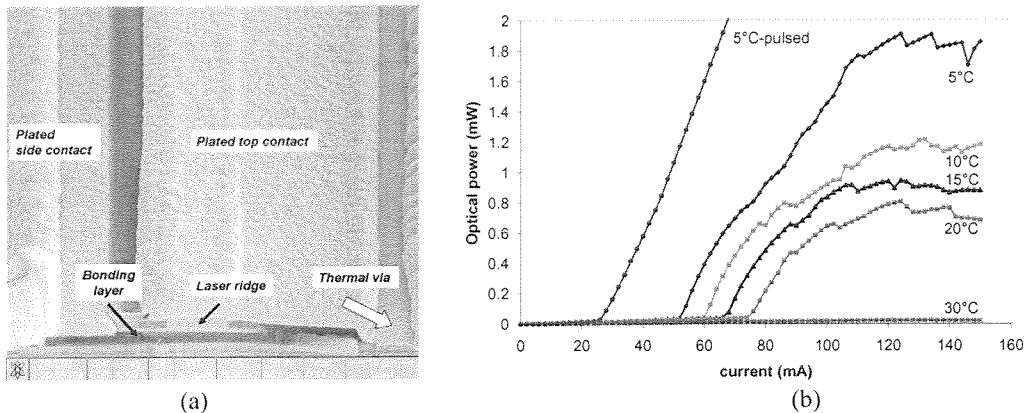 Plated
side contact
Plated top contact
Bonding
layer
Laser ridge
Thermal via
(a)
Optical power (mW)
2
1.8
1.6
1.4
1.2
1
0.8
0.6
0.4
0.2
0
5°C-pulsed
5°C
10°C
15°C
20°C
30°C
0 20 40 60 80 100 120 140 160
current (mA)
(b)